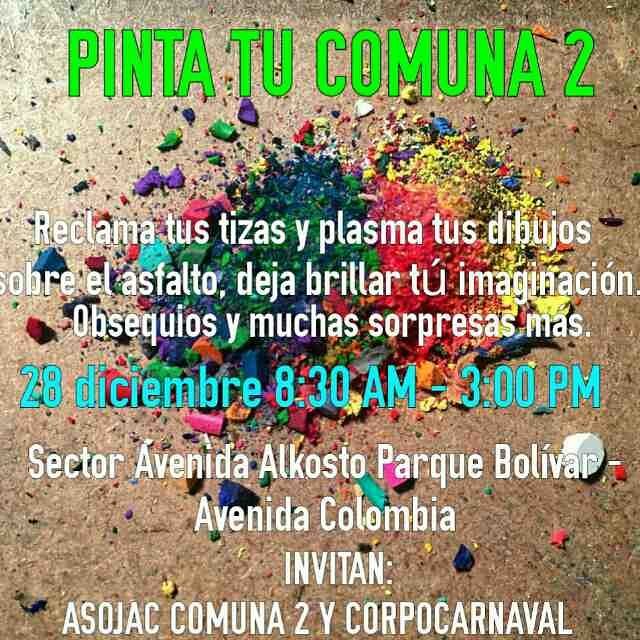 PINTA TU COMUNA 2
Reclama tus tizas y plasma tus dibujos
sobre el asfalto, deja brillar tú imaginación.
Obsequios y muchas sorpresas más.
28 diciembre 8:30 AM - 3:00 PM
Sector Avenida Alkosto Parque Bolívar -
Avenida Colombia
INVITAN:
ASOJAC COMUNA 2 Y CORPOCARNAVAL